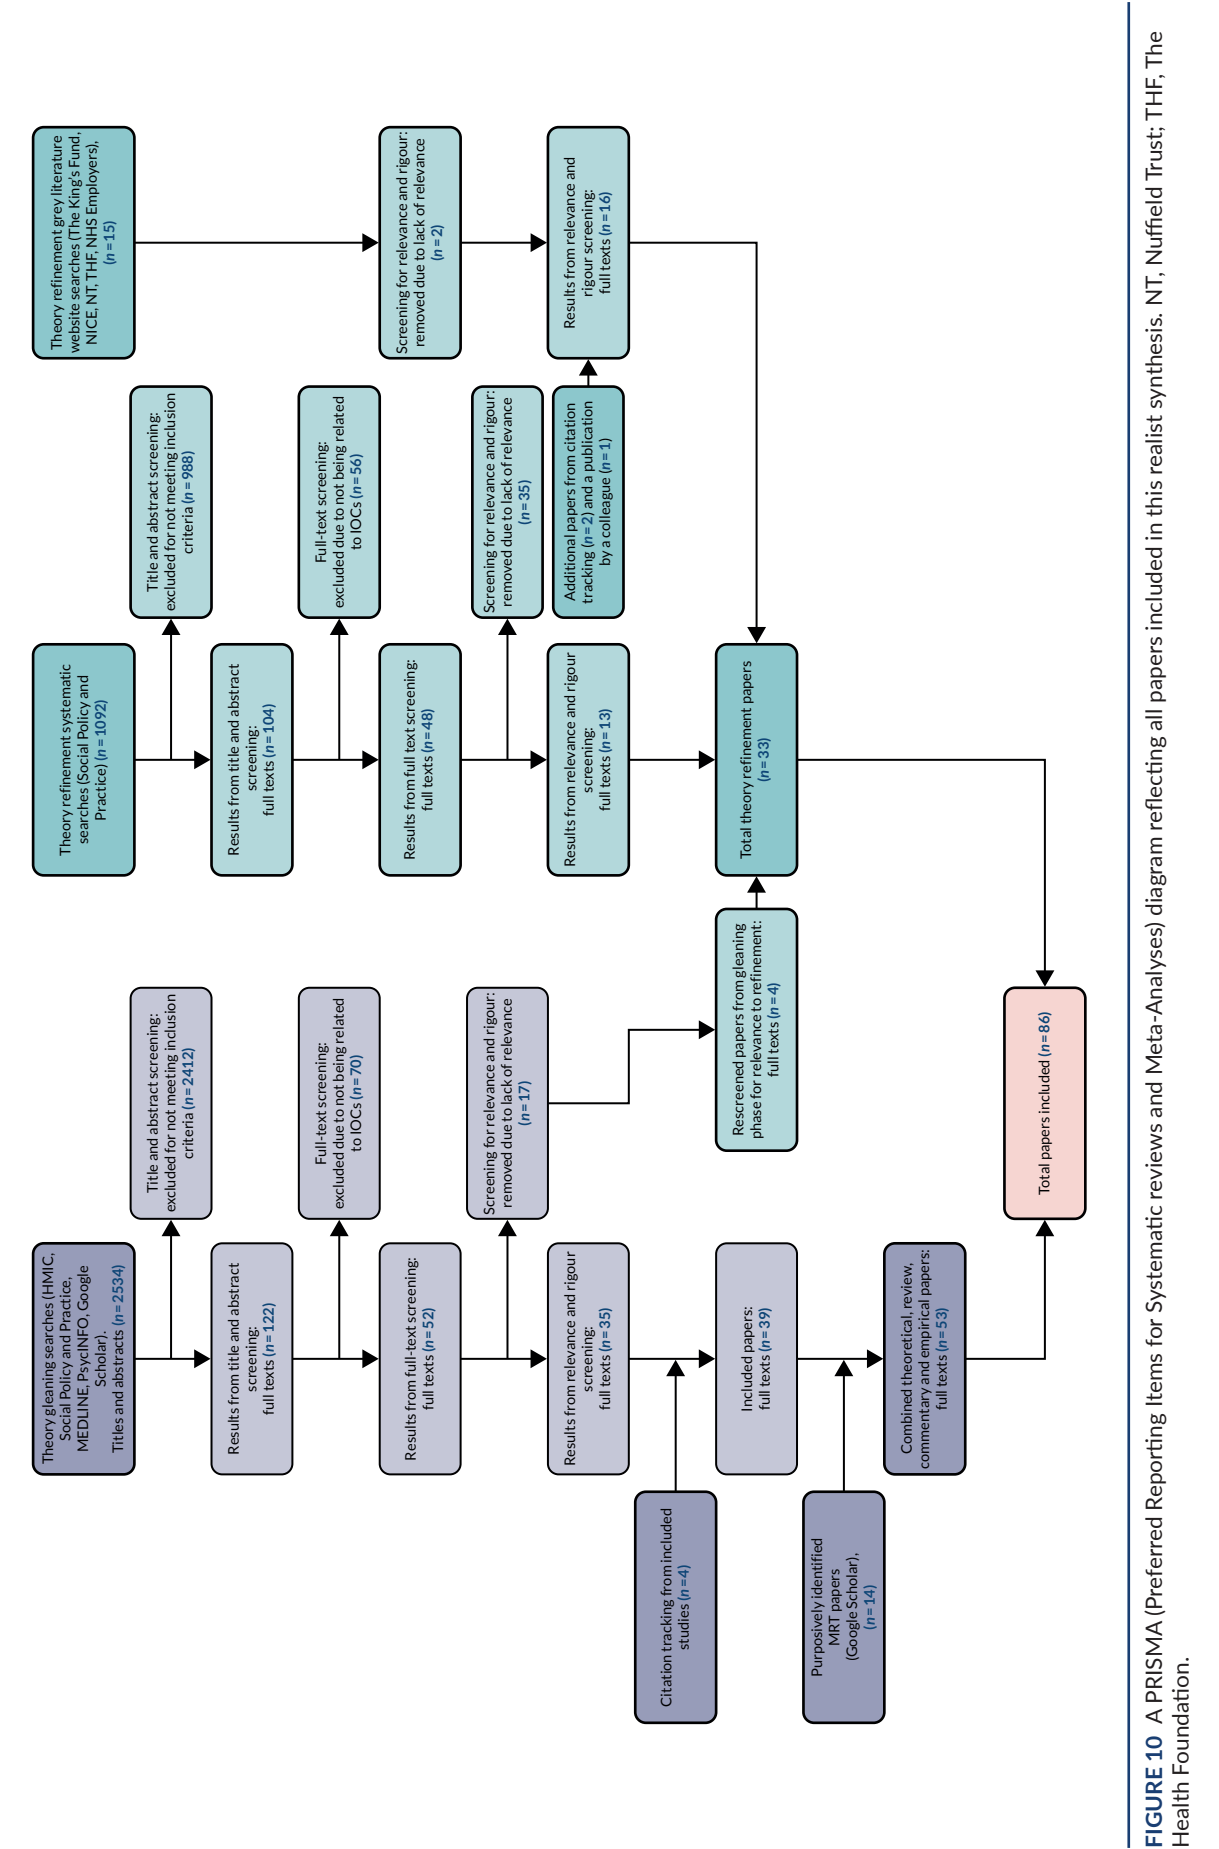 Theory gleaning searches (HMIC,
Social Policy and Practice,
MEDLINE, PsycINFO, Google
Scholar).
Titles and abstracts (n = 2534)
Title and abstract screening:
excluded for not meeting inclusion
criteria (n = 2412)
Results from title and abstract
screening:
full texts (n = 122)
Full-text screening:
excluded due to not being related
to IOCs (n = 70)
Results from full-text screening:
full texts (n = 52)
Screening for relevance and rigour:
removed due to lack of relevance
(n = 17)
Results from relevance and rigour
screening:
full texts (n = 35)
Citation tracking from included
studies (n = 4)
Included papers:
full texts (n = 39)
Purposively identified
MRT papers
(Google Scholar),
(n = 14)
Combined theoretical, review,
commentary and empirical papers:
full texts (n = 53)
Theory refinement systematic
searches (Social Policy and
Practice) (n = 1092)
Title and abstract screening:
excluded for not meeting inclusion
criteria (n = 988)
Results from title and abstract
screening:
full texts (n = 104)
Full-text screening:
excluded due to not being related
to IOCs (n = 56)
Results from full text screening:
full texts (n = 48)
Screening for relevance and rigour:
removed due to lack of relevance
(n = 35)
Results from relevance and rigour
screening:
full texts (n = 13)
Rescreened papers from gleaning
phase for relevance to refinement:
full texts (n = 4)
Total theory refinement papers
(n = 33)
Theory refinement grey literature
website searches (The King's Fund,
NICE, NT, THF, NHS Employers),
(n = 15)
Screening for relevance and rigour:
removed due to lack of relevance
(n = 2)
Additional papers from citation
tracking (n = 2) and a publication
by a colleague (n = 1)
Results from relevance and
rigour screening:
full texts (n = 16)
Total papers included (n = 86)
FIGURE 10 A PRISMA (Preferred Reporting Items for Systematic reviews and Meta-Analyses) diagram reflecting all papers included in this realist synthesis. NT, Nuffield Trust; THF, The
Health Foundation.